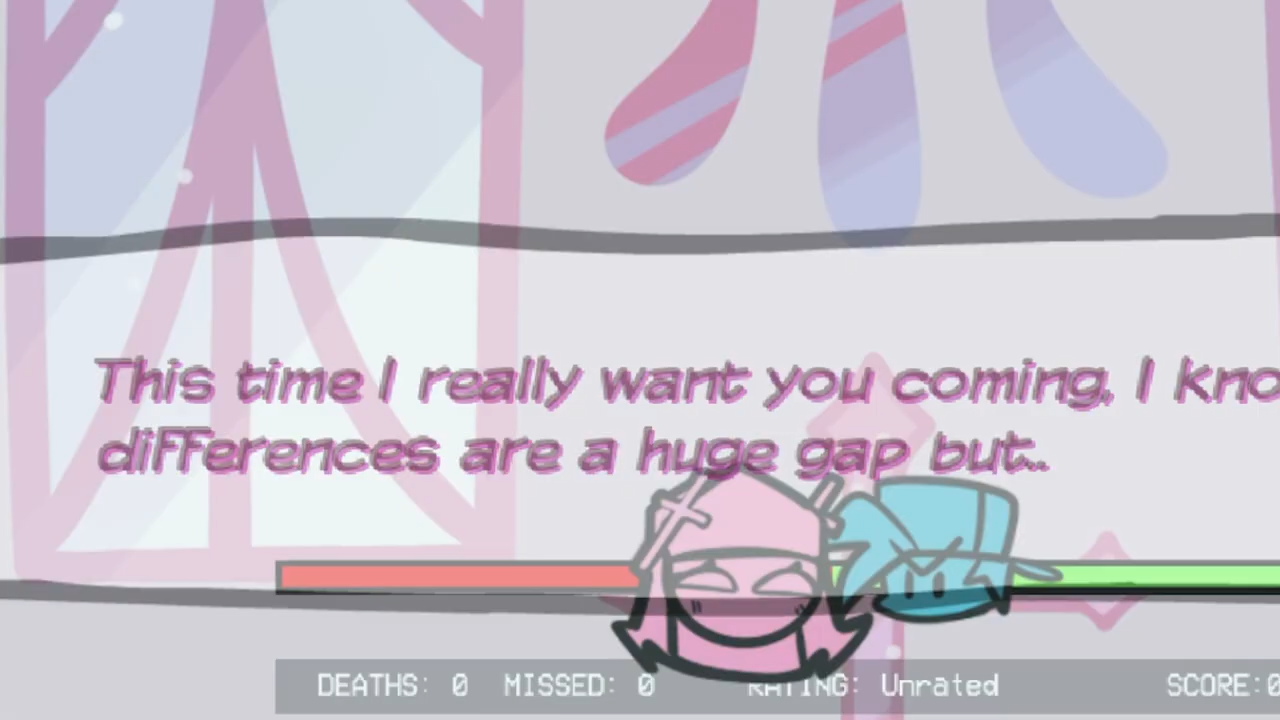 This time I really want you coming, I kno
differences are a huge gap but..
DEATHS: 0 MISSED: 0 RATING: Unrated SCORE:0